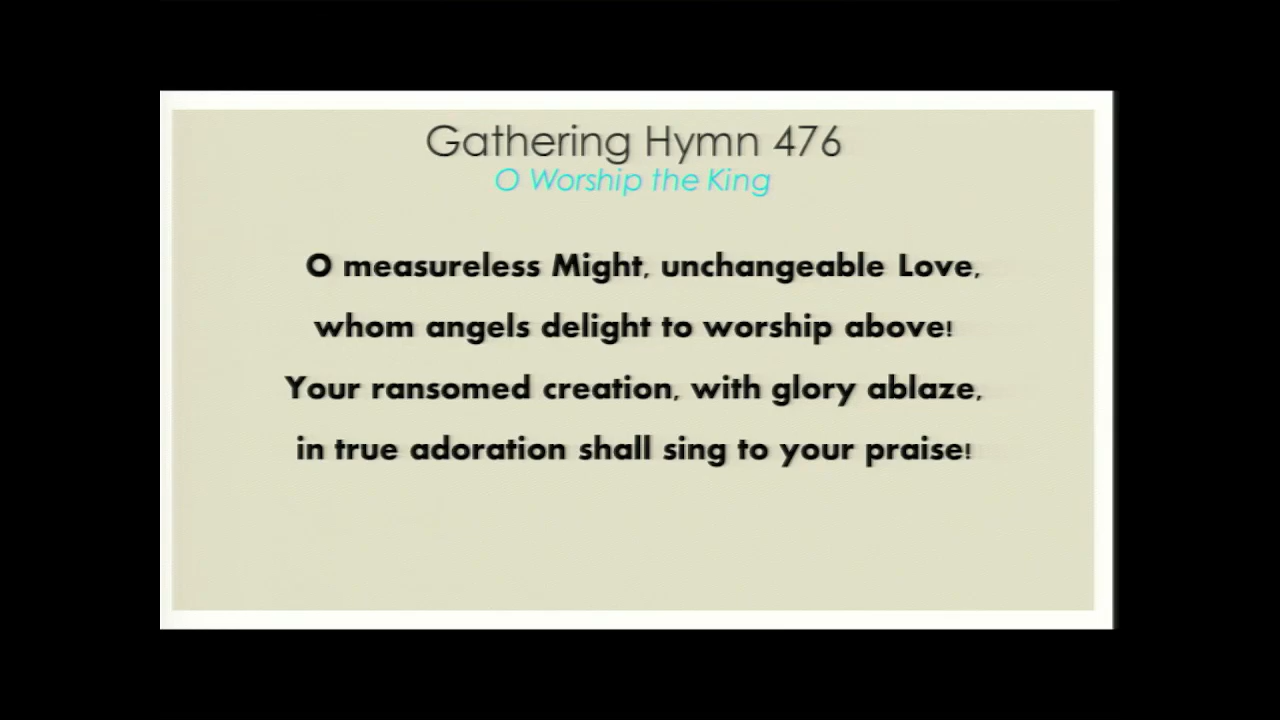 Gathering Hymn 476
O Worship the King
O measureless Might, unchangeable Love,
whom angels delight to worship above!
Your ransomed creation, with glory ablaze,
in true adoration shall sing to your praise!